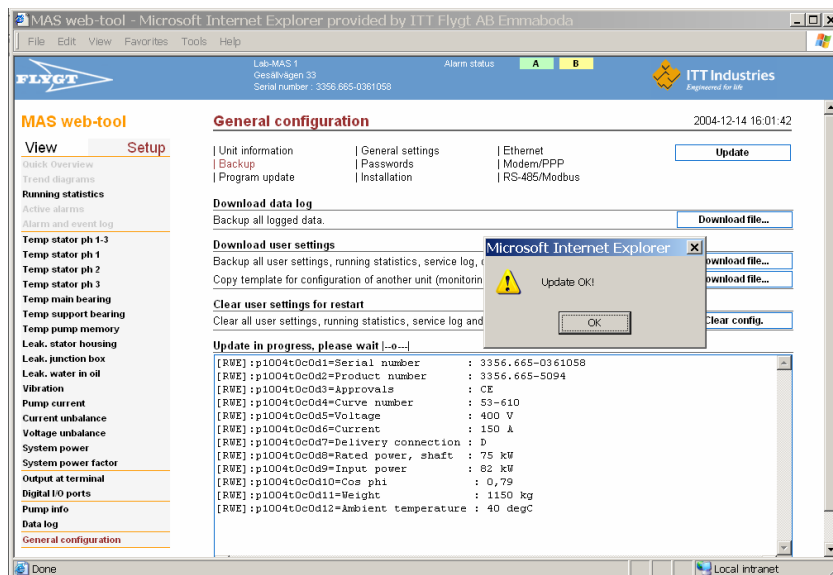 MAS web-tool - Microsoft Internet Explorer provided by ITT Flygt AB Emmaboda
File Edit View Favorites Tools Help
FLYGT
Lab-MAS 1
Gesällvägen 33
Serial number : 3356.665-0361058
Alarm status A B
ITT Industries
Engineered for life
MAS web-tool
View Setup
Quick Overview
Trend diagrams
Running statistics
Active alarms
Alarm and event log
Temp stator ph 1-3
Temp stator ph 1
Temp stator ph 2
Temp stator ph 3
Temp main bearing
Temp support bearing
Temp pump memory
Leak. stator housing
Leak. junction box
Leak. water in oil
Vibration
Pump current
Current unbalance
Voltage unbalance
System power
System power factor
Output at terminal
Digital I/O ports
Pump info
Data log
General configuration
General configuration 2004-12-14 16:01:42
| Unit information | General settings | Ethernet Update
| Backup | Passwords | Modem/PPP
| Program update | Installation | RS-485/Modbus
Download data log
Backup all logged data. Download file...
Download user settings
Backup all user settings, running statistics, service log, ownload file...
Copy template for configuration of another unit (monitorin ownload file...
Clear user settings for restart
Clear all user settings, running statistics, service log and Clear config.
Microsoft Internet Explorer
Update OK!
OK
Update in progress, please wait |--o---|
[RWE]:p1004t0c0d1=Serial number : 3356.665-0361058
[RWE]:p1004t0c0d2=Product number : 3356.665-5094
[RWE]:p1004t0c0d3=Approvals : CE
[RWE]:p1004t0c0d4=Curve number : 53-610
[RWE]:p1004t0c0d5=Voltage : 400 V
[RWE]:p1004t0c0d6=Current : 150 A
[RWE]:p1004t0c0d7=Delivery connection : D
[RWE]:p1004t0c0d8=Rated power, shaft : 75 kW
[RWE]:p1004t0c0d9=Input power : 82 kW
[RWE]:p1004t0c0d10=Cos phi : 0,79
[RWE]:p1004t0c0d11=Weight : 1150 kg
[RWE]:p1004t0c0d12=Ambient temperature : 40 degC
Done Local intranet